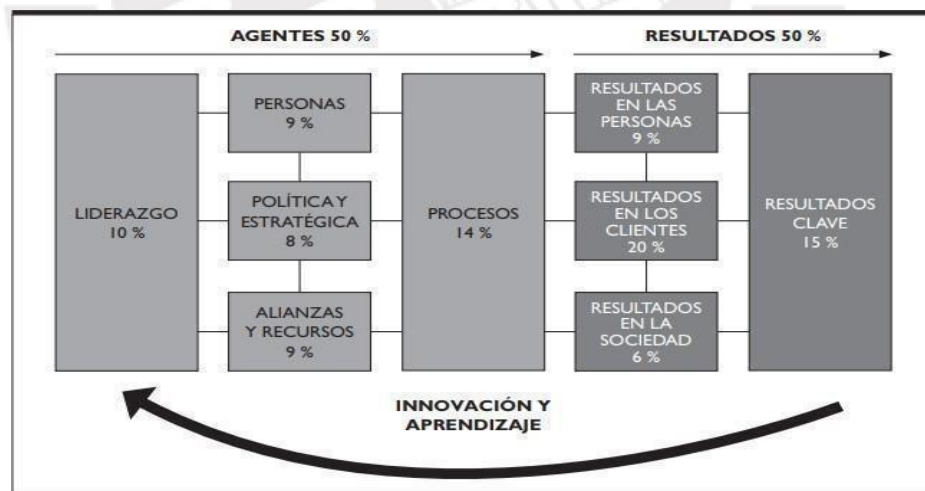 AGENTES 50 %
RESULTADOS 50 %
LIDERAZGO
10 %
PERSONAS
9 %
POLÍTICA Y
ESTRATÉGICA
8 %
ALIANZAS
Y RECURSOS
9 %
PROCESOS
14 %
RESULTADOS
EN LAS
PERSONAS
9 %
RESULTADOS
EN LOS
CLIENTES
20 %
RESULTADOS
EN LA
SOCIEDAD
6 %
RESULTADOS
CLAVE
15 %
INNOVACIÓN Y
APRENDIZAJE